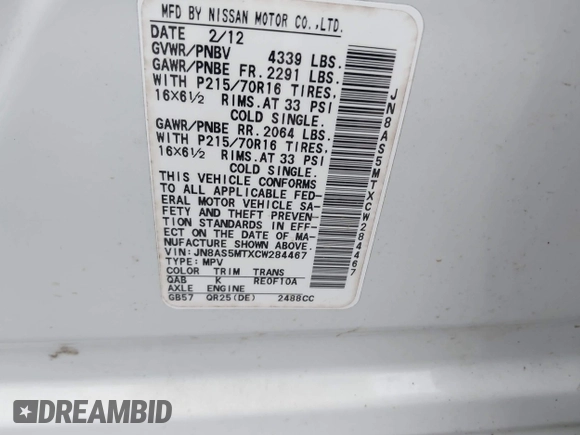 MFD BY NISSAN MOTOR CO.,LTD.
DATE 2/12
GVWR/PNBV 4339 LBS.
GAWR/PNBE FR. 2291 LBS.
WITH P215/70R16 TIRES,
16X6½ RIMS. AT 33 PSI
COLD SINGLE.
GAWR/PNBE RR. 2064 LBS.
WITH P215/70R16 TIRES,
16X6½ RIMS. AT 33 PSI
COLD SINGLE.
THIS VEHICLE CONFORMS
TO ALL APPLICABLE FED-
ERAL MOTOR VEHICLE SA-
FETY AND THEFT PREVEN-
TION STANDARDS IN EFF-
ECT ON THE DATE OF MA-
NUFACTURE SHOWN ABOVE.
JN8AS5MTXCW284467
TYPE: MPV
COLOR TRIM TRANS
QAB K RE0F10A
AXLE ENGINE
GB57 QR25(DE) 2488CC
JN8AS5MTXCW284467
DREAMBID